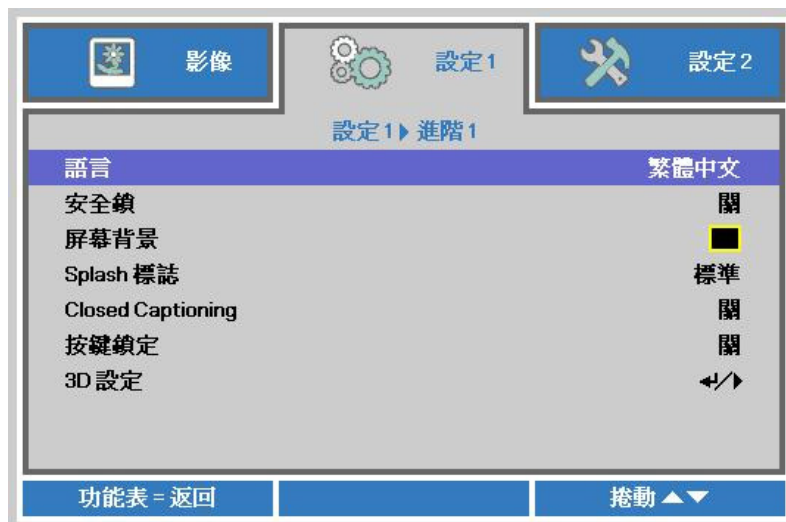 影像 設定1 設定2
設定1▶進階1
語言 繁體中文
安全鎖 關
屏幕背景
Splash 標誌 標準
Closed Captioning 關
按鍵鎖定 關
3D 設定 ↵/▶
功能表 = 返回 捲動▲▼